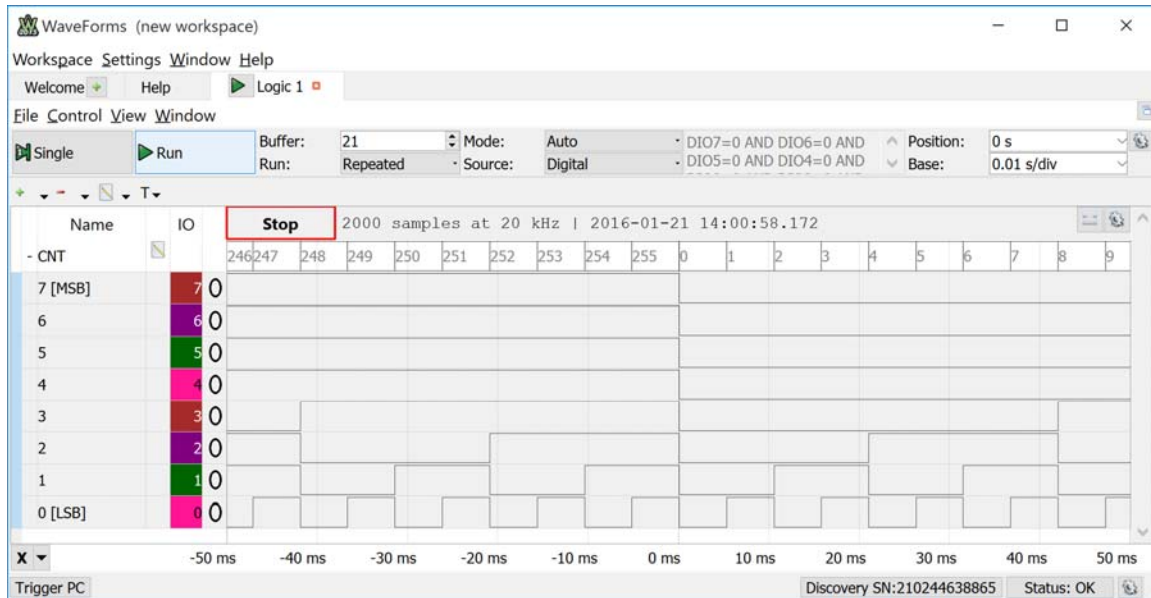 WaveForms (new workspace)
Workspace Settings Window Help
Welcome Help Logic 1
File Control View Window
Single Run Buffer: 21 Mode: Auto DIO7=0 AND DIO6=0 AND Position: 0 s
Run: Repeated Source: Digital DIO5=0 AND DIO4=0 AND Base: 0.01 s/div
T
Name IO Stop 2000 samples at 20 kHz | 2016-01-21 14:00:58.172
- CNT 246 247 248 249 250 251 252 253 254 255 0 1 2 3 4 5 6 7 8 9
7 [MSB] 7 0
6 6 0
5 5 0
4 4 0
3 3 0
2 2 0
1 1 0
0 [LSB] 0 0
X -50 ms -40 ms -30 ms -20 ms -10 ms 0 ms 10 ms 20 ms 30 ms 40 ms 50 ms
Trigger PC Discovery SN:210244638865 Status: OK